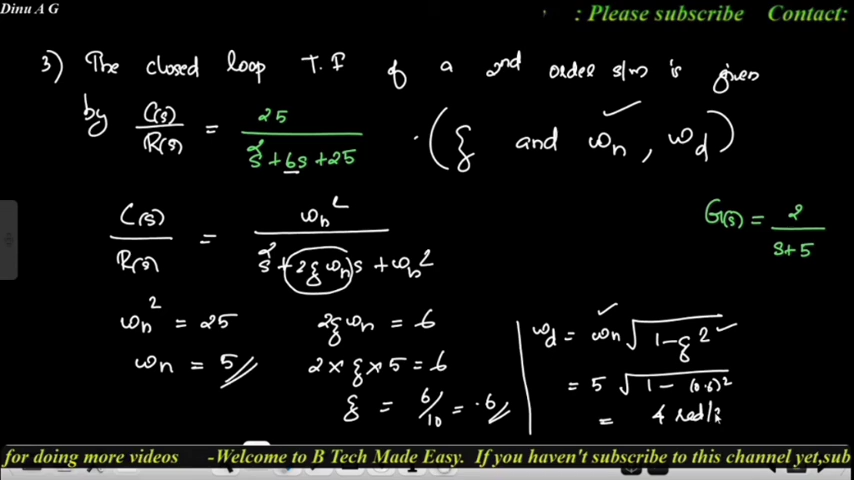 Dinu A G
: Please subscribe Contact:
3) The closed loop T.F of a 2nd order s/m is given
by C(s)/R(s) = 25/(s² + 6s + 25) . (ξ and ωn, ωd)
C(s)/R(s) = ωn²/(s² + 2ξωns + ωn²)
G(s) = 2/(s+5)
ωn² = 25
ωn = 5
2ξωn = 6
2 × ξ × 5 = 6
ξ = 6/10 = .6
ωd = ωn √(1 - ξ²)
= 5 √(1 - (0.6)²)
= 4 rad/s
for doing more videos -Welcome to B Tech Made Easy. If you haven't subscribe to this channel yet,sub